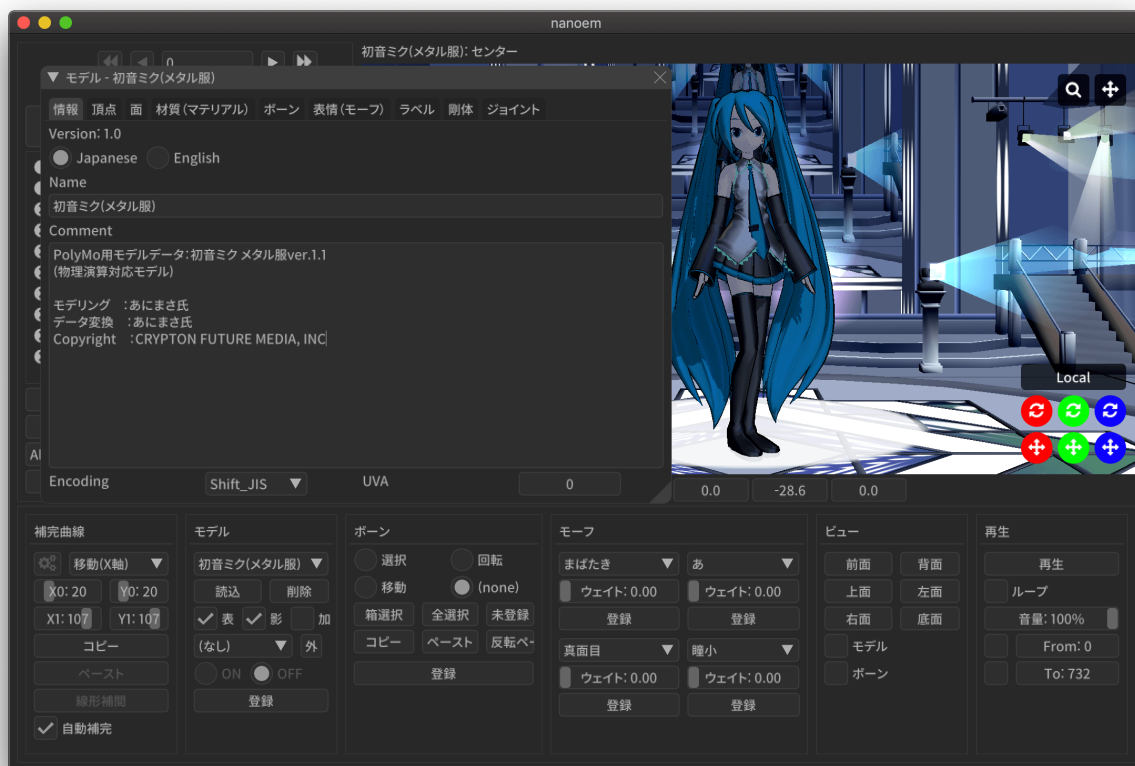 nanoem
0
初音ミク(メタル服): センター
モデル - 初音ミク(メタル服)
情報 頂点 面 材質(マテリアル) ボーン 表情(モーフ) ラベル 剛体 ジョイント
Version: 1.0
Japanese English
Name
初音ミク(メタル服)
Comment
PolyMo用モデルデータ:初音ミク メタル服ver.1.1
(物理演算対応モデル)
モデリング :あにまさ氏
データ変換 :あにまさ氏
Copyright :CRYPTON FUTURE MEDIA, INC
Local
Al
Encoding Shift_JIS UVA 0
0.0 -28.6 0.0
補完曲線
移動(X軸)
X0: 20 Y0: 20
X1: 107 Y1: 107
コピー
ペースト
線形補間
自動補完
モデル
初音ミク(メタル服)
読込 削除
表 影 加
(なし) 外
ON OFF
登録
ボーン
選択 回転
移動 (none)
箱選択 全選択 未登録
コピー ペースト 反転ペー
登録
モーフ
まばたき あ
ウェイト: 0.00 ウェイト: 0.00
登録 登録
真面目 瞳小
ウェイト: 0.00 ウェイト: 0.00
登録 登録
ビュー
前面 背面
上面 左面
右面 底面
モデル
ボーン
再生
再生
ループ
音量: 100%
From: 0
To: 732